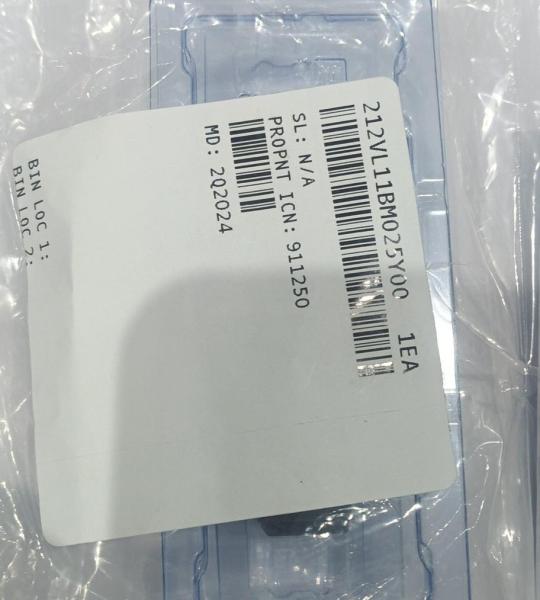 212VL11BM025Y00 1EA
SL: N/A
PROPNT ICN: 911250
MD: 2Q2024
BIN LOC 1:
BIN LOC 2: